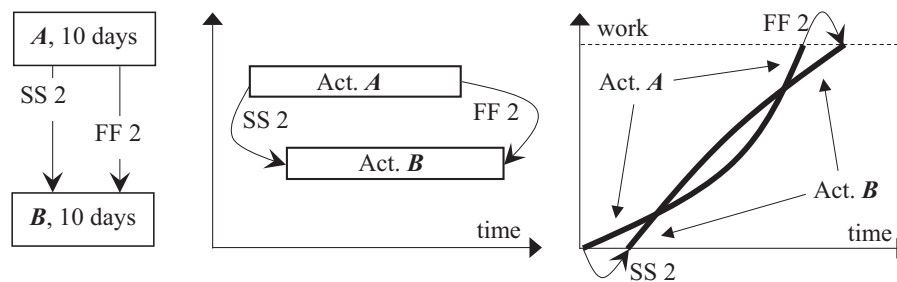 A, 10 days
SS 2
FF 2
B, 10 days
time
Act. A
SS 2
FF 2
Act. B
time
work
FF 2
Act. A
Act. B
time
SS 2